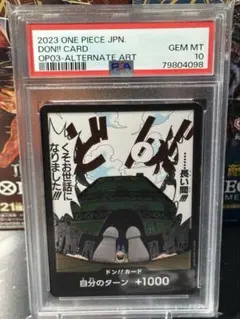 2023 ONE PIECE JPN.
DON!! CARD
OP03-ALTERNATE ART
GEM MT
10
PSA
79804098
ドン
……長い間!!!
くそお世話に
なりました!!!
ドン!!カード
自分のターン +1000